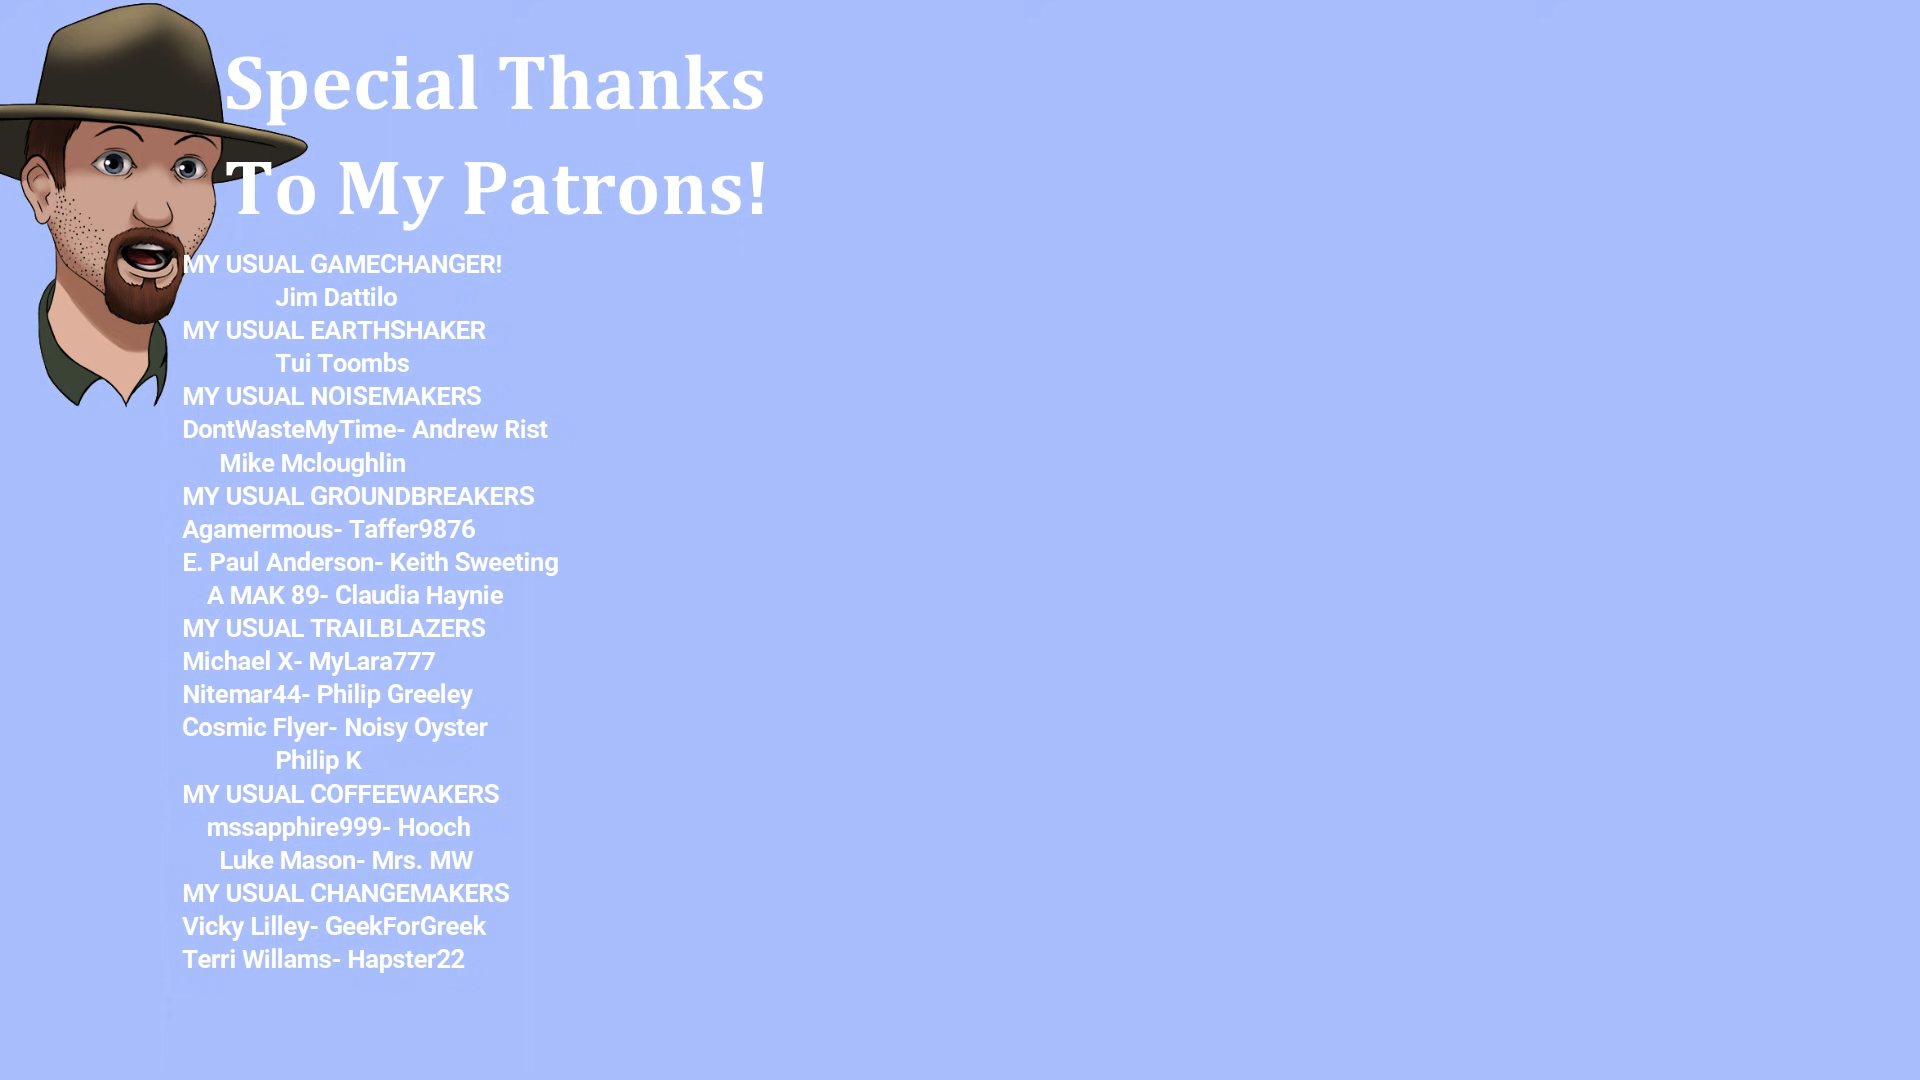 Special Thanks
To My Patrons!
MY USUAL GAMECHANGER!
Jim Dattilo
MY USUAL EARTHSHAKER
Tui Toombs
MY USUAL NOISEMAKERS
DontWasteMyTime- Andrew Rist
Mike Mcloughlin
MY USUAL GROUNDBREAKERS
Agamermous- Taffer9876
E. Paul Anderson- Keith Sweeting
A MAK 89- Claudia Haynie
MY USUAL TRAILBLAZERS
Michael X- MyLara777
Nitemar44- Philip Greeley
Cosmic Flyer- Noisy Oyster
Philip K
MY USUAL COFFEEWAKERS
mssapphire999- Hooch
Luke Mason- Mrs. MW
MY USUAL CHANGEMAKERS
Vicky Lilley- GeekForGreek
Terri Willams- Hapster22